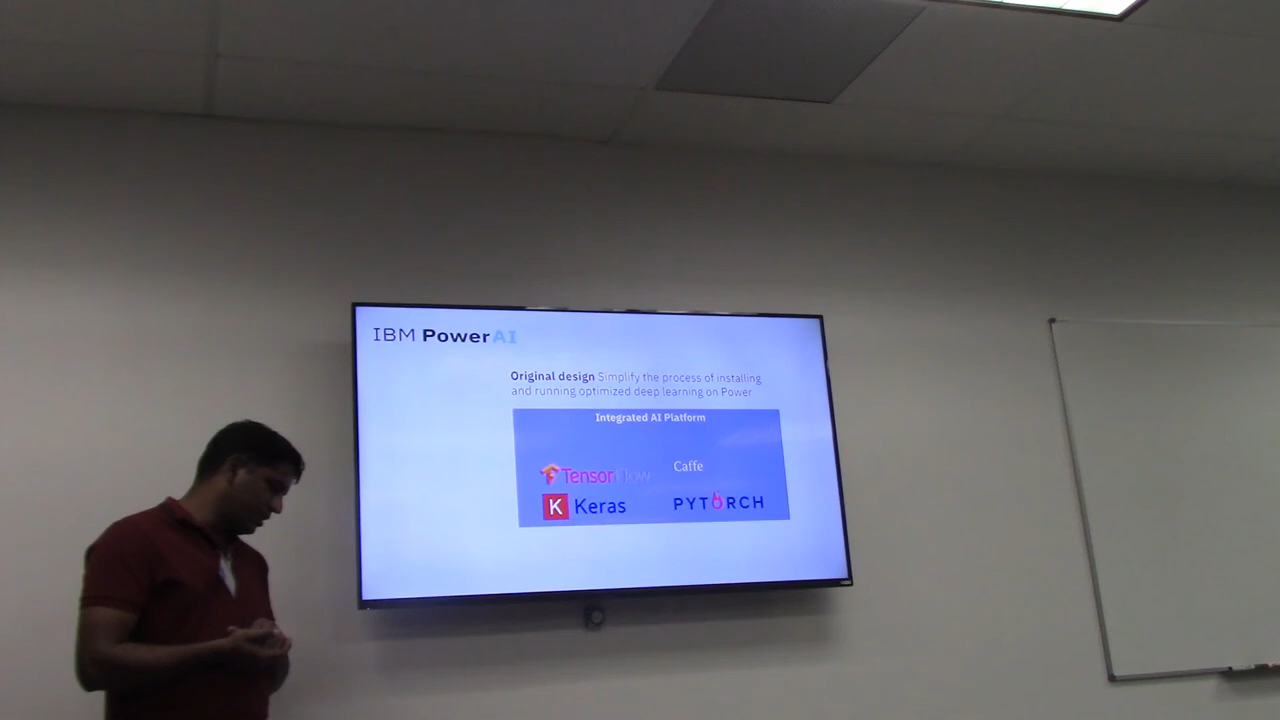 IBM PowerAI
Original design Simplify the process of installing
and running optimized deep learning on Power
Integrated AI Platform
TensorFlow
Caffe
K Keras
PYTORCH